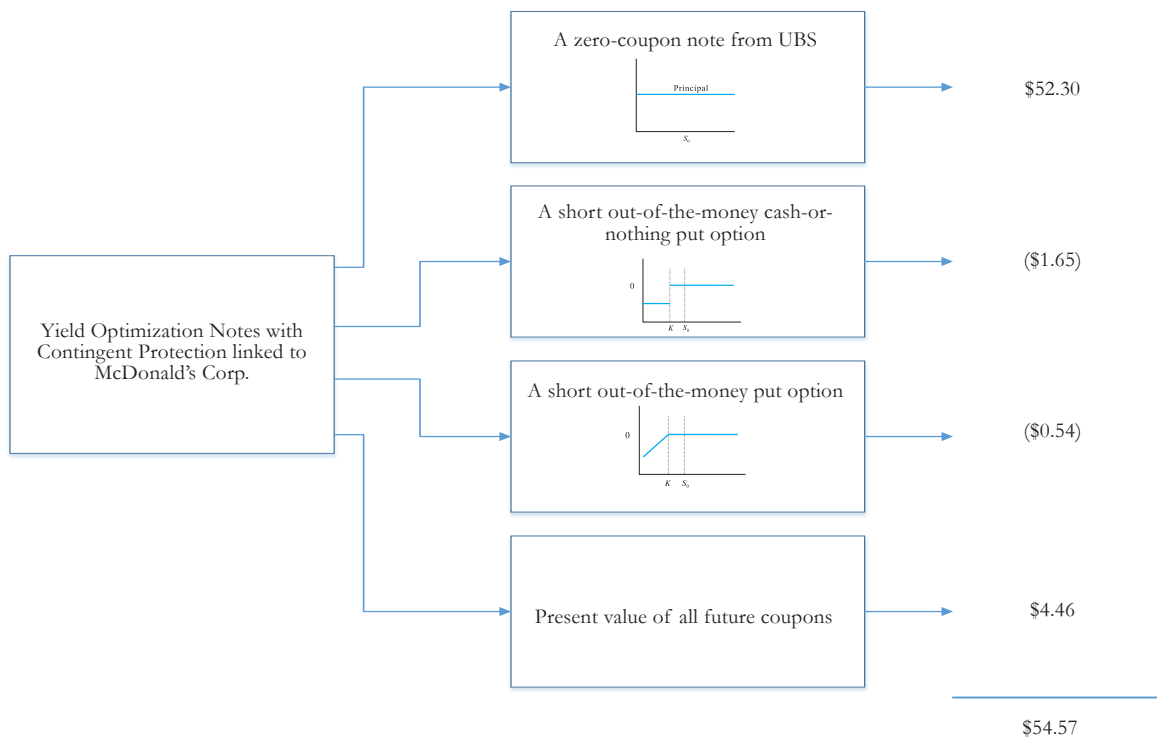 A zero-coupon note from UBS
Principal
S0
$52.30
A short out-of-the-money cash-or-
nothing put option
0
K S0
($1.65)
Yield Optimization Notes with
Contingent Protection linked to
McDonald's Corp.
A short out-of-the-money put option
0
K S0
($0.54)
Present value of all future coupons
$4.46
$54.57